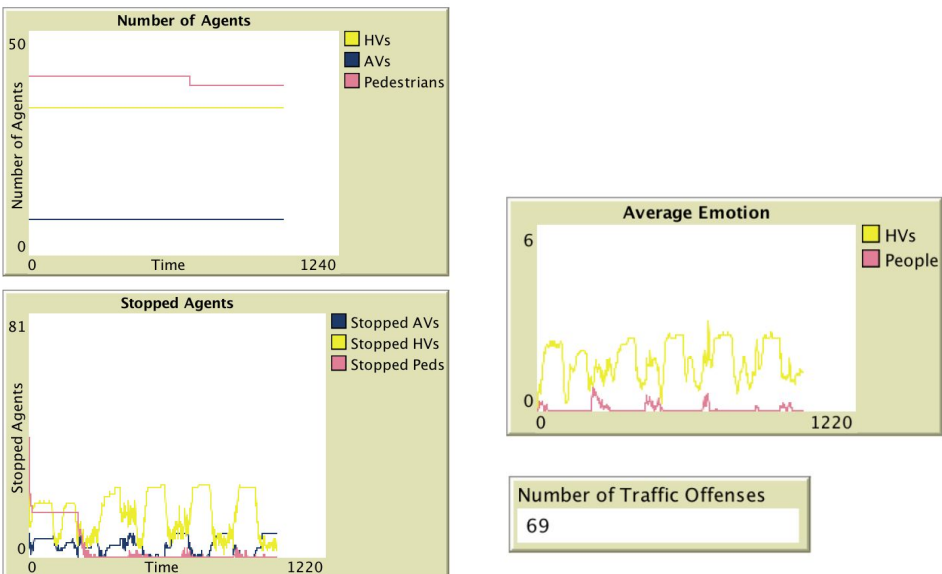 Number of Agents
50
Number of Agents
0
0
Time
1240
HVs
AVs
Pedestrians
Stopped Agents
81
Stopped Agents
0
0
Time
1220
Stopped AVs
Stopped HVs
Stopped Peds
Average Emotion
6
0
0
1220
HVs
People
Number of Traffic Offenses
69